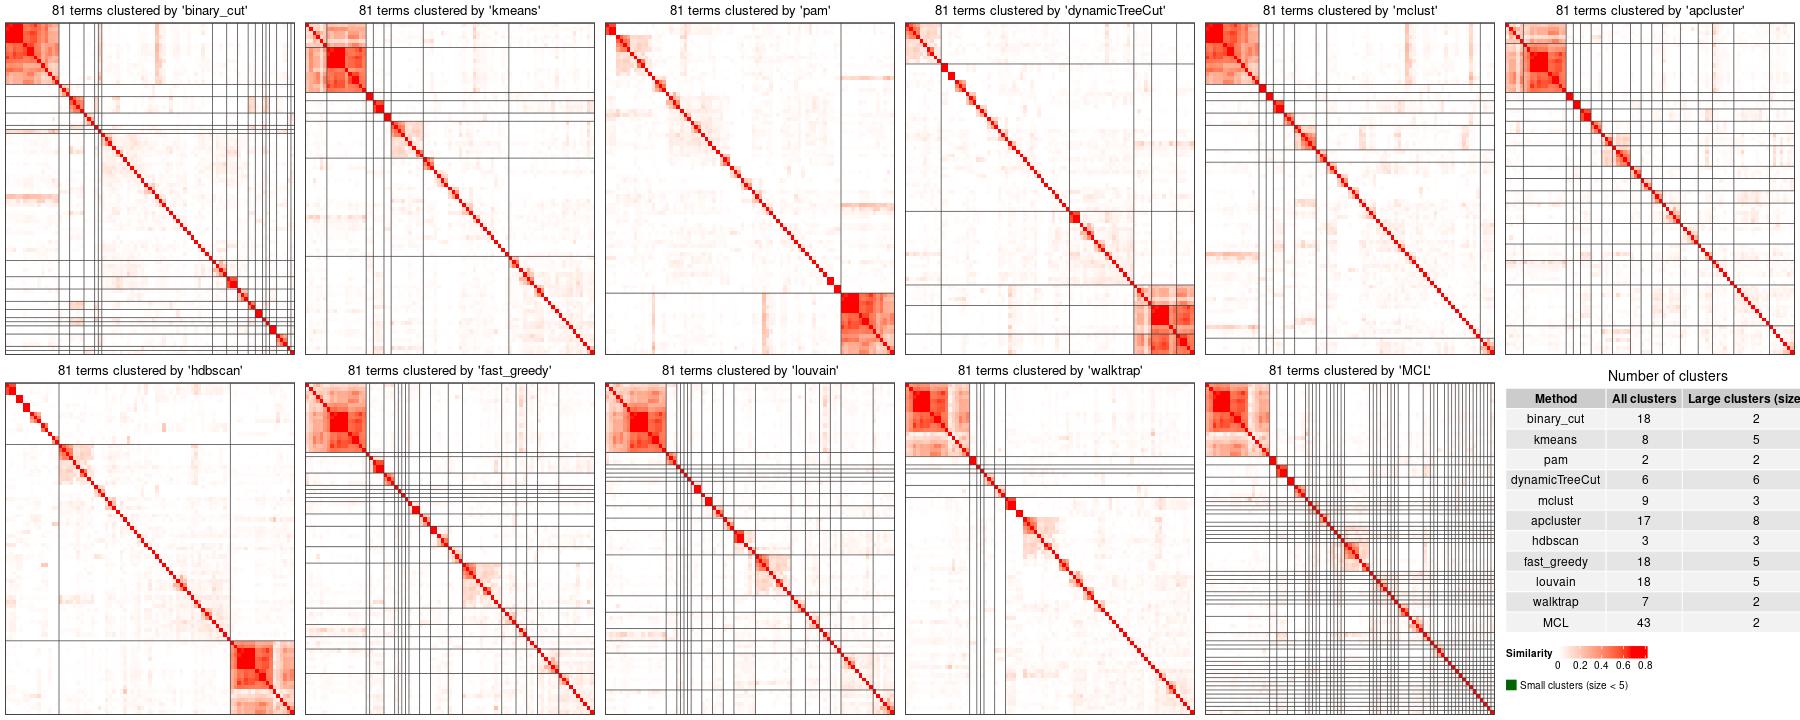 81 terms clustered by 'binary_cut'
81 terms clustered by 'kmeans'
81 terms clustered by 'pam'
81 terms clustered by 'dynamicTreeCut'
81 terms clustered by 'mclust'
81 terms clustered by 'apcluster'
81 terms clustered by 'hdbscan'
81 terms clustered by 'fast_greedy'
81 terms clustered by 'louvain'
81 terms clustered by 'walktrap'
81 terms clustered by 'MCL'
Number of clusters
Method All clusters Large clusters (size
binary_cut 18 2
kmeans 8 5
pam 2 2
dynamicTreeCut 6 6
mclust 9 3
apcluster 17 8
hdbscan 3 3
fast_greedy 18 5
louvain 18 5
walktrap 7 2
MCL 43 2
Similarity
0 0.2 0.4 0.6 0.8
Small clusters (size < 5)